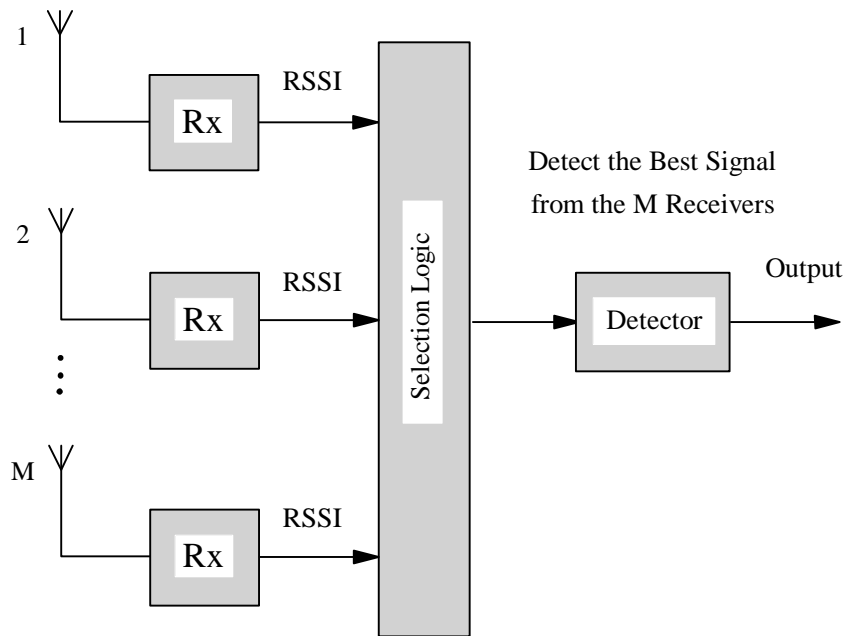 1
RSSI
Rx
Detect the Best Signal
from the M Receivers
2
RSSI
Rx
Selection Logic
Output
Detector
M
RSSI
Rx